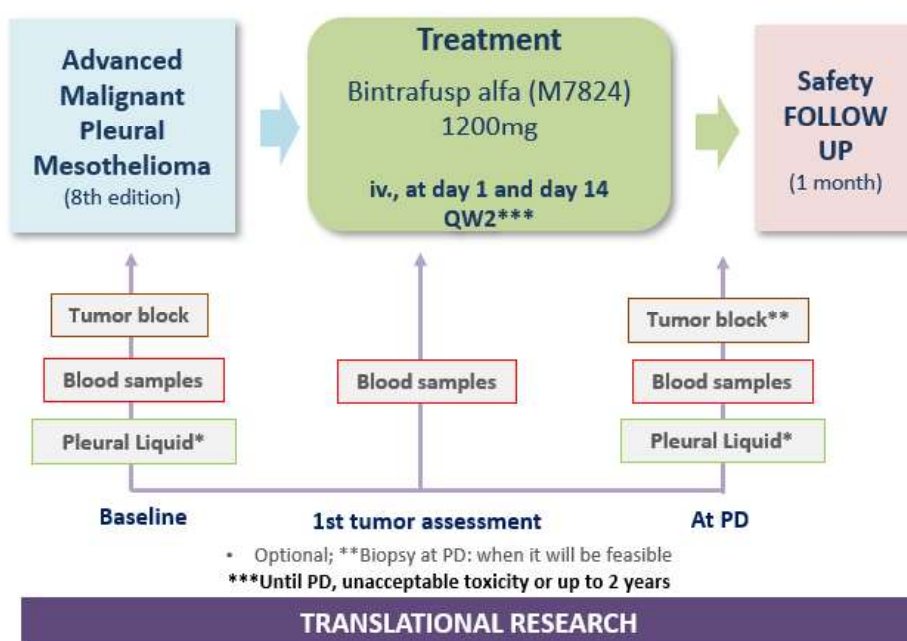 Advanced
Malignant
Pleural
Mesothelioma
(8th edition)
Treatment
Bintrafusp alfa (M7824)
1200mg
iv., at day 1 and day 14
QW2***
Safety
FOLLOW
UP
(1 month)
Tumor block
Blood samples
Pleural Liquid*
Blood samples
Tumor block**
Blood samples
Pleural Liquid*
Baseline
1st tumor assessment
At PD
• Optional; **Biopsy at PD: when it will be feasible
***Until PD, unacceptable toxicity or up to 2 years
TRANSLATIONAL RESEARCH